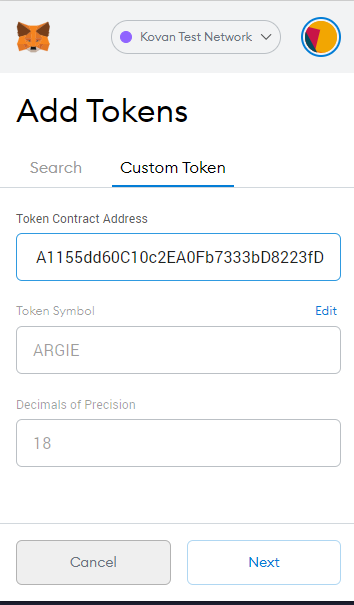 Kovan Test Network
Add Tokens
Search
Custom Token
Token Contract Address
A1155dd60C10c2EA0Fb7333bD8223fD
Token Symbol
Edit
ARGIE
Decimals of Precision
18
Cancel
Next